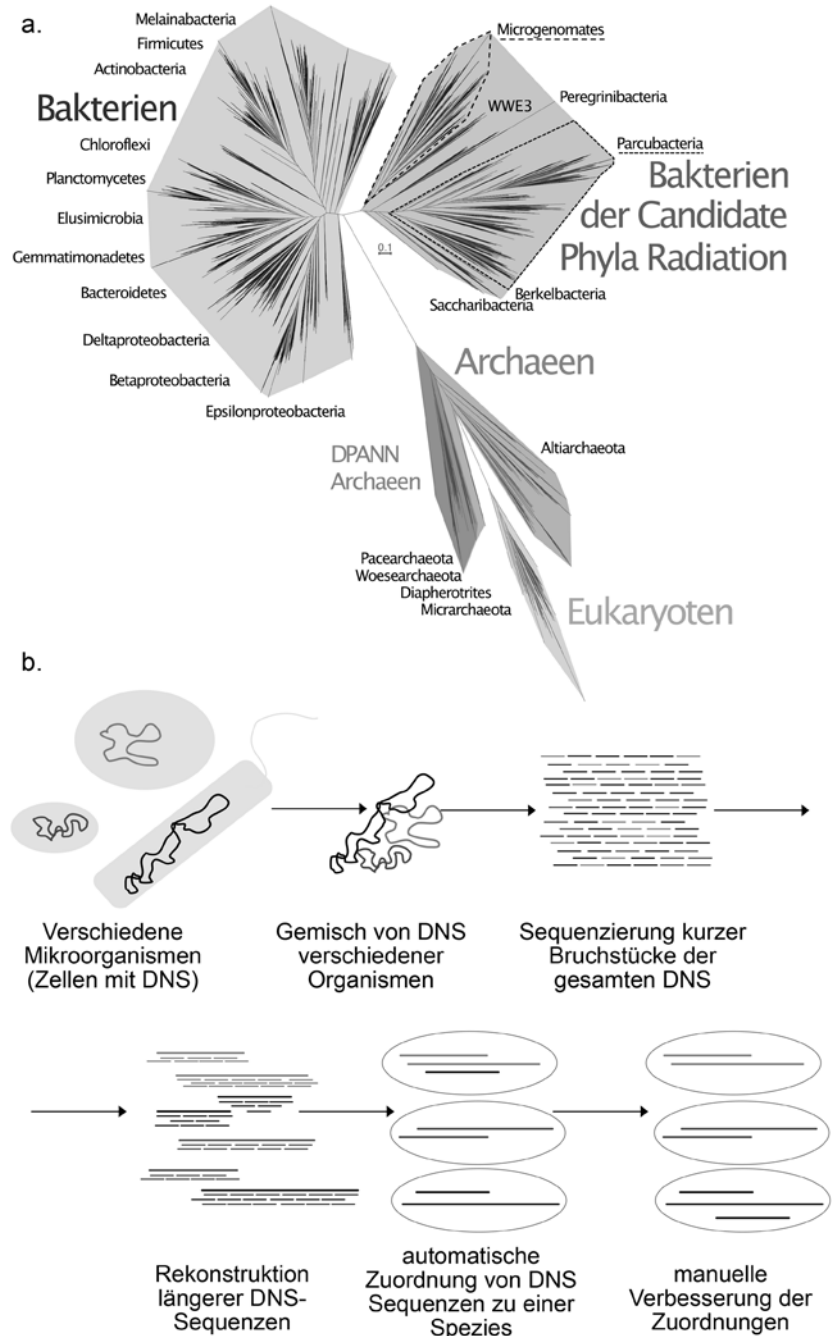 a.
Melainabacteria
Firmicutes
Actinobacteria
Bakterien
Chloroflexi
Planctomycetes
Elusimicrobia
Gemmatimonadetes
Bacteroidetes
Deltaproteobacteria
Betaproteobacteria
Epsilonproteobacteria
Microgenomates
WWE3
Peregrinibacteria
Parcubacteria
Bakterien
der Candidate
Phyla Radiation
0.1
Berkelbacteria
Saccharibacteria
Archaeen
DPANN
Archaeen
Altiarchaeota
Pacearchaeota
Woesearchaeota
Diapherotrites
Micrarchaeota
Eukaryoten
b.
Verschiedene
Mikroorganismen
(Zellen mit DNS)
Gemisch von DNS
verschiedener
Organismen
Sequenzierung kurzer
Bruchstücke der
gesamten DNS
Rekonstruktion
längerer DNS-
Sequenzen
automatische
Zuordnung von DNS
Sequenzen zu einer
Spezies
manuelle
Verbesserung der
Zuordnungen